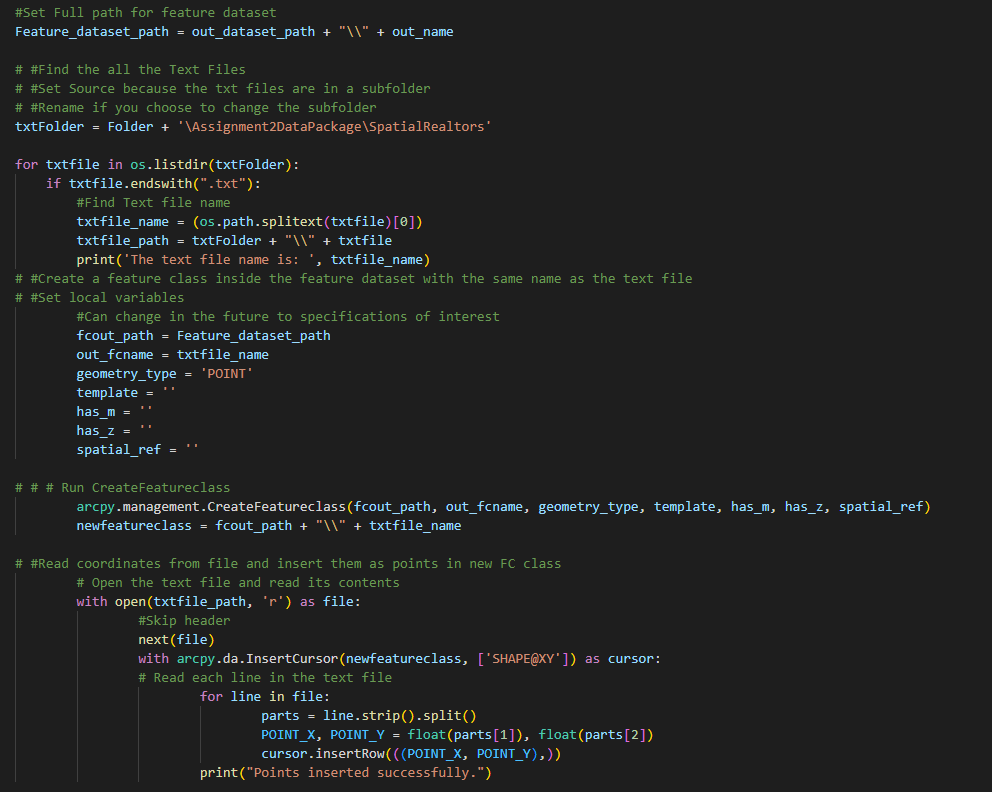 #Set Full path for feature dataset
Feature_dataset_path = out_dataset_path + "\\" + out_name
# #Find the all the Text Files
# #Set Source because the txt files are in a subfolder
# #Rename if you choose to change the subfolder
txtFolder = Folder + '\Assignment2DataPackage\SpatialRealtors'
for txtfile in os.listdir(txtFolder):
    if txtfile.endswith(".txt"):
        #Find Text file name
        txtfile_name = (os.path.splitext(txtfile)[0])
        txtfile_path = txtFolder + "\\" + txtfile
        print('The text file name is: ', txtfile_name)
# #Create a feature class inside the feature dataset with the same name as the text file
# #Set local variables
        #Can change in the future to specifications of interest
        fcout_path = Feature_dataset_path
        out_fcname = txtfile_name
        geometry_type = 'POINT'
        template = ''
        has_m = ''
        has_z = ''
        spatial_ref = ''
# # # Run CreateFeatureclass
        arcpy.management.CreateFeatureclass(fcout_path, out_fcname, geometry_type, template, has_m, has_z, spatial_ref)
        newfeatureclass = fcout_path + "\\" + txtfile_name
# #Read coordinates from file and insert them as points in new FC class
        # Open the text file and read its contents
        with open(txtfile_path, 'r') as file:
                #Skip header
                next(file)
                with arcpy.da.InsertCursor(newfeatureclass, ['SHAPE@XY']) as cursor:
                # Read each line in the text file
                        for line in file:
                                parts = line.strip().split()
                                POINT_X, POINT_Y = float(parts[1]), float(parts[2])
                                cursor.insertRow(((POINT_X, POINT_Y),))
                        print("Points inserted successfully.")